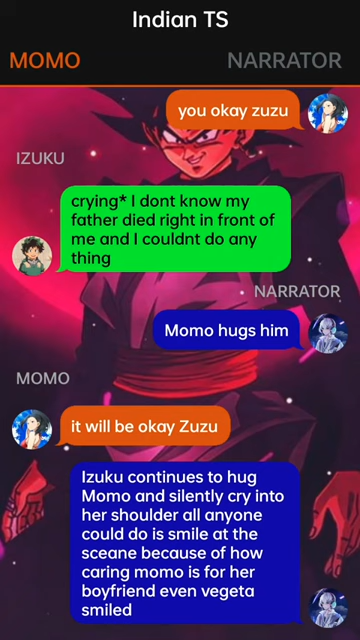 Indian TS
MOMO
NARRATOR
you okay zuzu
IZUKU
crying* I dont know my
father died right in front of
me and I couldnt do any
thing
NARRATOR
Momo hugs him
MOMO
it will be okay Zuzu
Izuku continues to hug
Momo and silently cry into
her shoulder all anyone
could do is smile at the
sceane because of how
caring momo is for her
boyfriend even vegeta
smiled